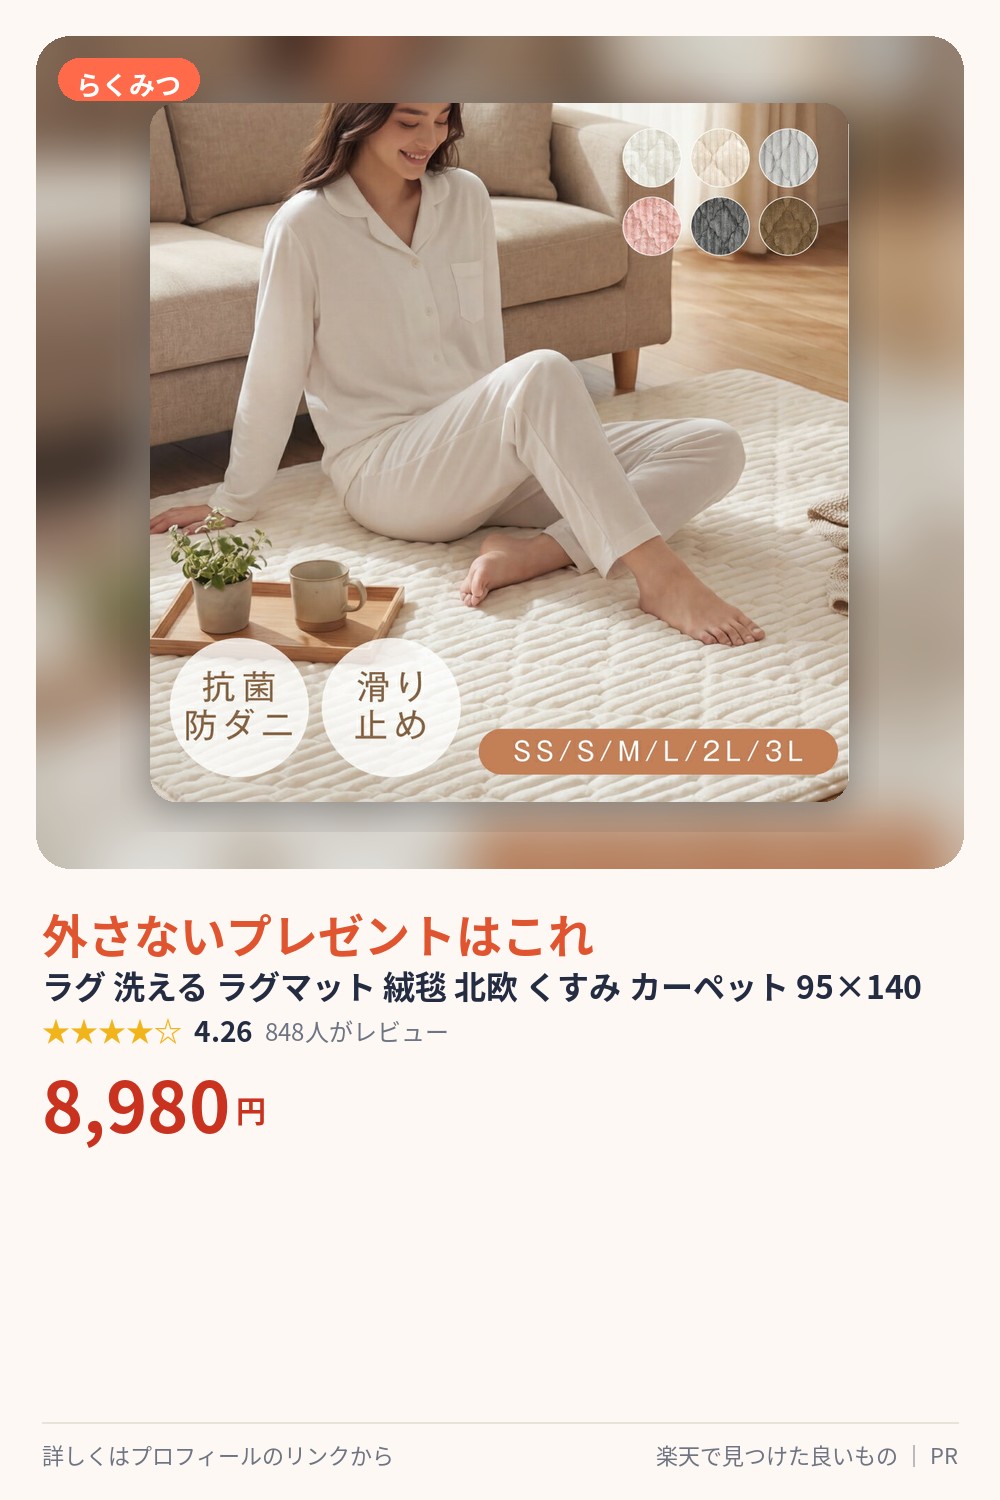 らくみつ
抗菌
防ダニ
滑り
止め
SS/S/M/L/2L/3L
外さないプレゼントはこれ
ラグ 洗える ラグマット 絨毯 北欧 くすみ カーペット 95×140
★★★★☆ 4.26 848人がレビュー
8,980円
詳しくはプロフィールのリンクから
楽天で見つけた良いもの｜PR